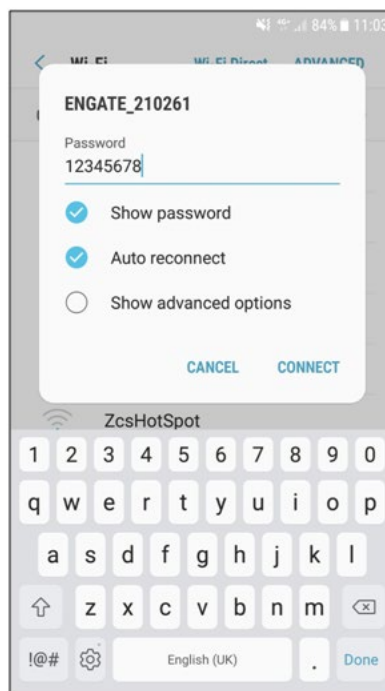 84% 11:03
Wi-Fi Wi-Fi Direct ADVANCED
ENGATE_210261
Password
12345678
Show password
Auto reconnect
Show advanced options
CANCEL CONNECT
ZcsHotSpot
1 2 3 4 5 6 7 8 9 0
q w e r t y u i o p
a s d f g h j k l
z x c v b n m
!@# English (UK) . Done